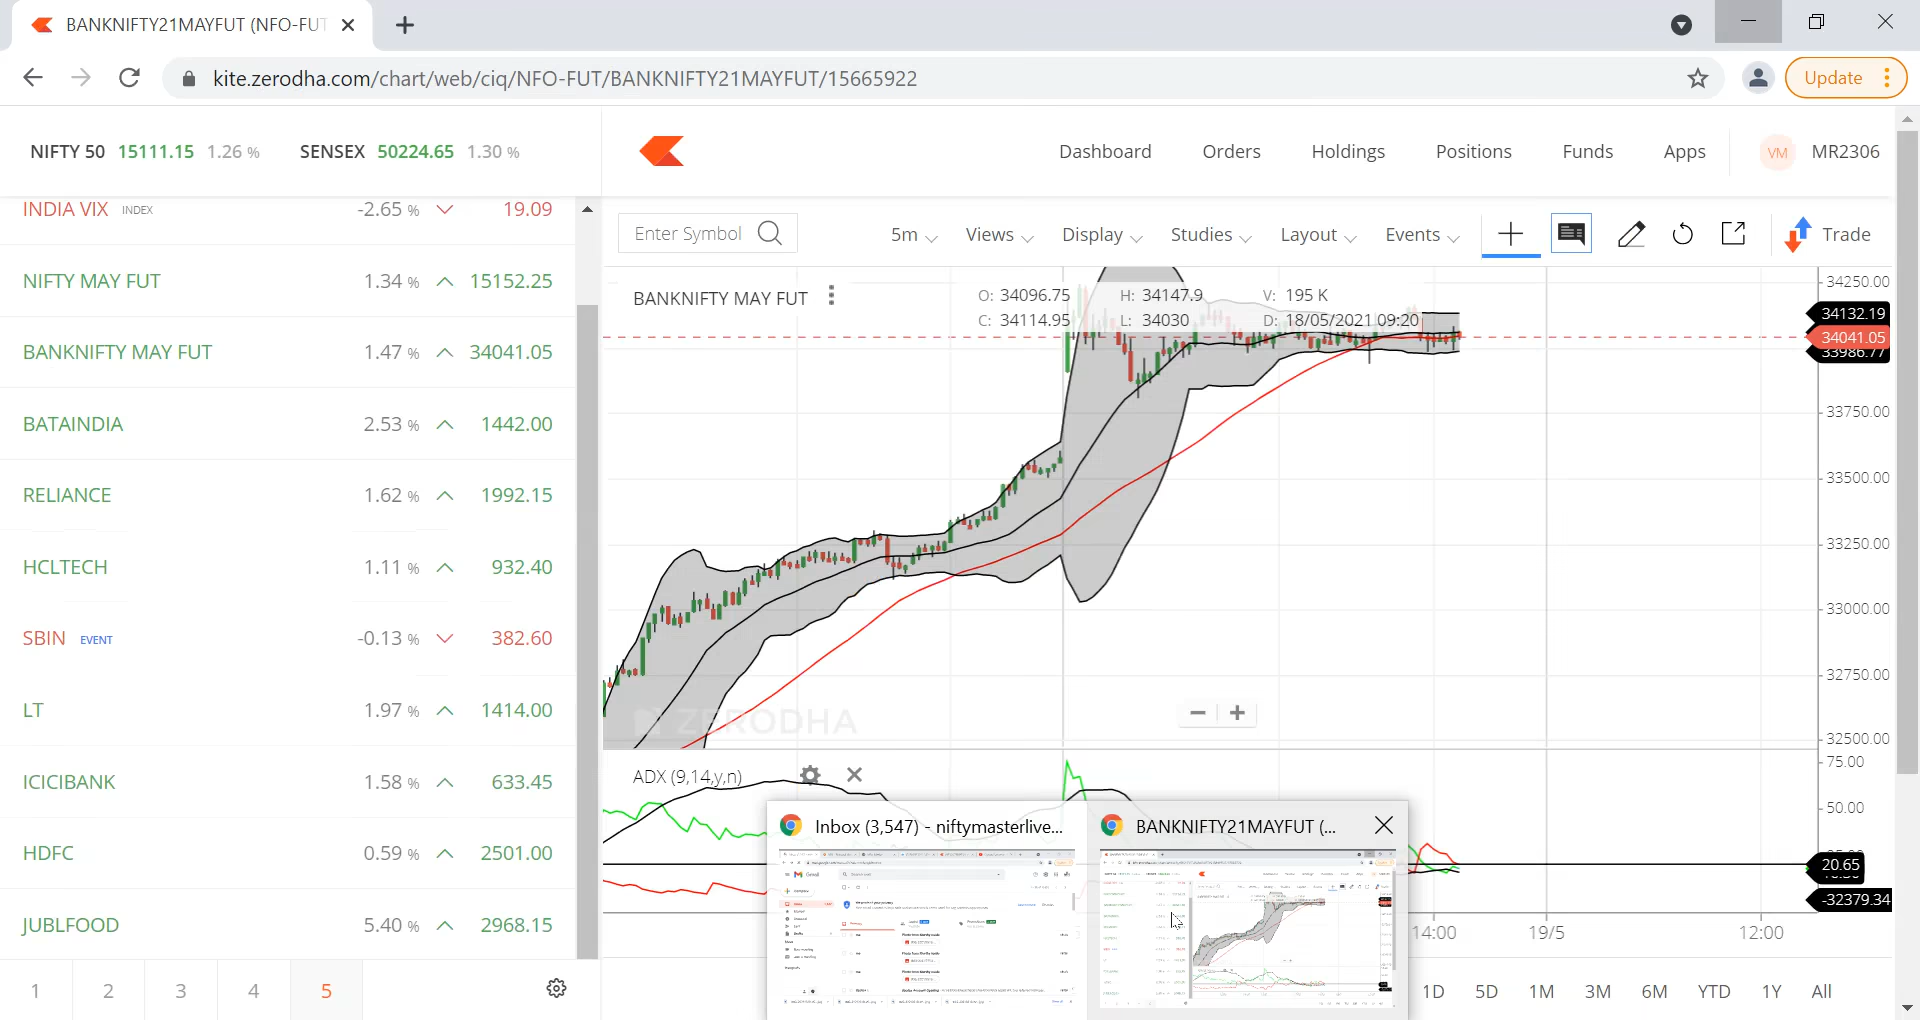 BANKNIFTY21MAYFUT (NFO-FUT
kite.zerodha.com/chart/web/ciq/NFO-FUT/BANKNIFTY21MAYFUT/15665922
Update
NIFTY 50 15111.15 1.26 % SENSEX 50224.65 1.30 %
Dashboard Orders Holdings Positions Funds Apps VM MR2306
INDIA VIX INDEX -2.65 % 19.09
NIFTY MAY FUT 1.34 % 15152.25
BANKNIFTY MAY FUT 1.47 % 34041.05
BATAINDIA 2.53 % 1442.00
RELIANCE 1.62 % 1992.15
HCLTECH 1.11 % 932.40
SBIN EVENT -0.13 % 382.60
LT 1.97 % 1414.00
ICICIBANK 1.58 % 633.45
HDFC 0.59 % 2501.00
JUBLFOOD 5.40 % 2968.15
1 2 3 4 5
Enter Symbol 5m Views Display Studies Layout Events Trade
BANKNIFTY MAY FUT
O: 34096.75 H: 34147.9 V: 195 K
C: 34114.95 L: 34030 D: 18/05/2021 09:20
34250.00
34132.19
34041.05
33986.77
33750.00
33500.00
33250.00
33000.00
32750.00
32500.00
ZERODHA
ADX (9,14,y,n)
75.00
50.00
20.65
-32379.34
Inbox (3,547) - niftymasterlive...
BANKNIFTY21MAYFUT (...
14:00 19/5 12:00
1D 5D 1M 3M 6M YTD 1Y All